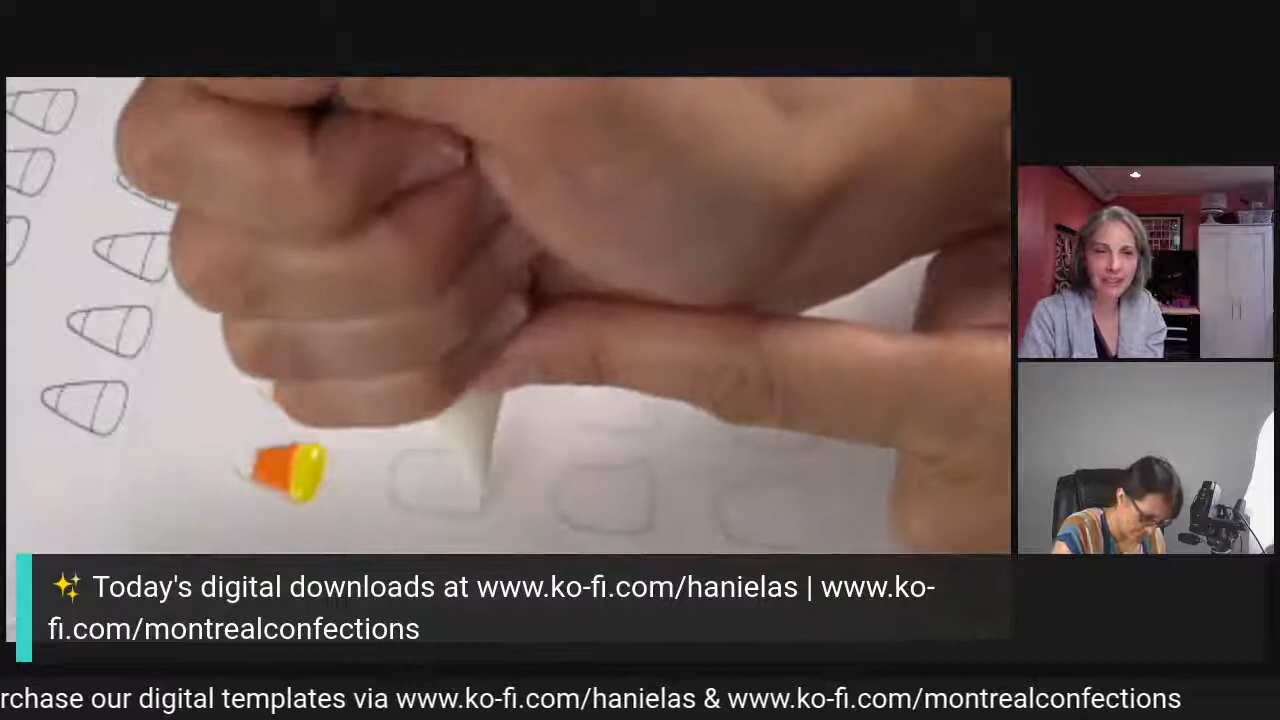 ✨ Today's digital downloads at www.ko-fi.com/hanielas | www.ko-
fi.com/montrealconfections
rchase our digital templates via www.ko-fi.com/hanielas & www.ko-fi.com/montrealconfections